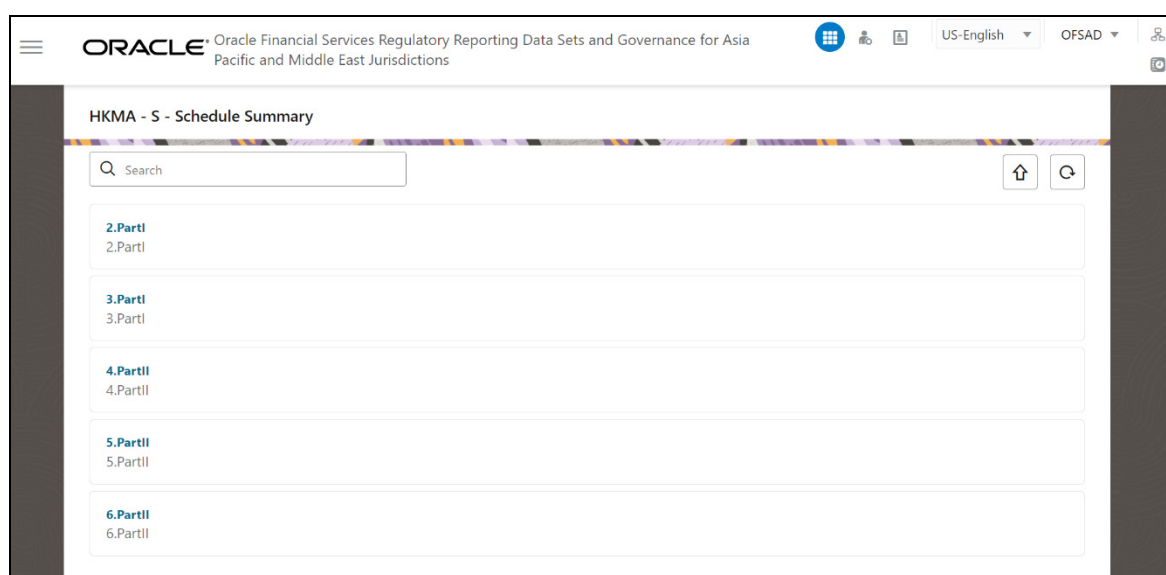 ORACLE® Oracle Financial Services Regulatory Reporting Data Sets and Governance for Asia
Pacific and Middle East Jurisdictions
US-English
OFSAD
HKMA - S - Schedule Summary
Search
2.PartI
2.PartI
3.PartI
3.PartI
4.PartII
4.PartII
5.PartII
5.PartII
6.PartII
6.PartII